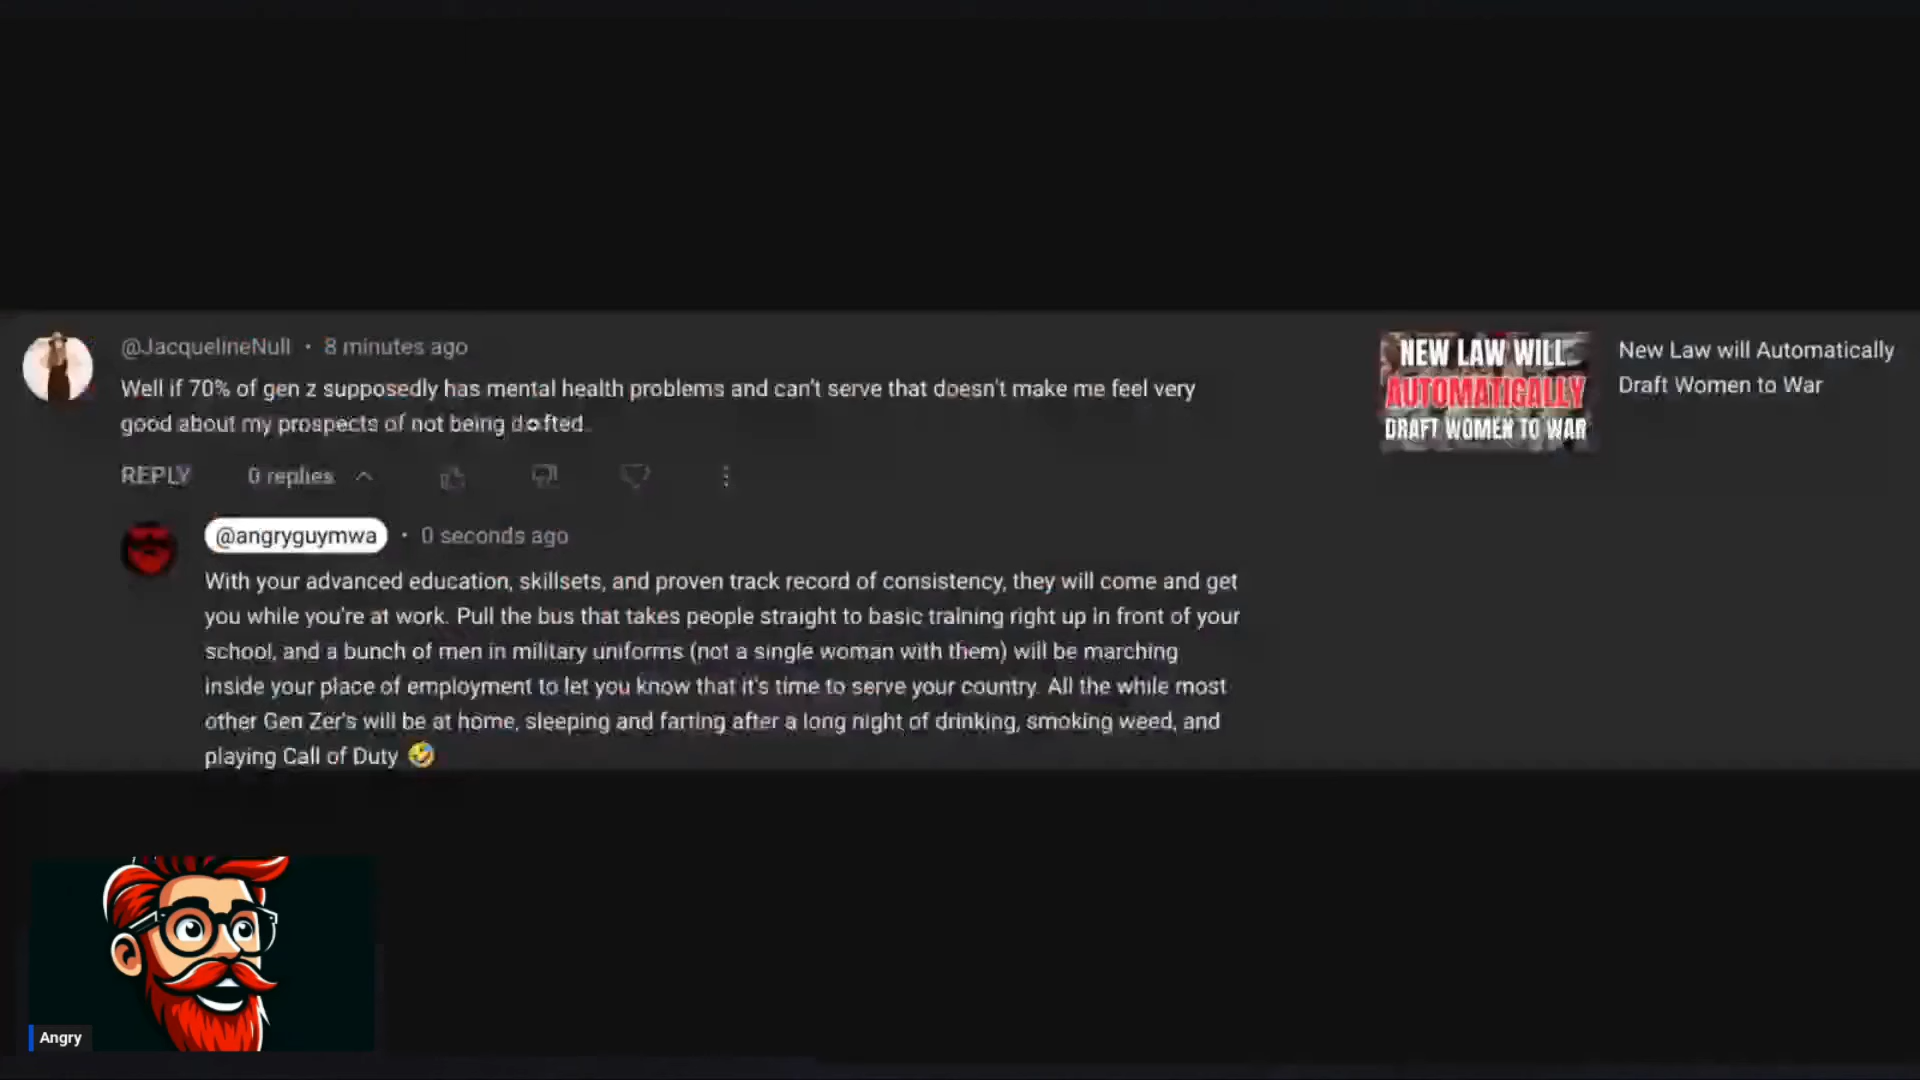 @JacquelineNull • 8 minutes ago
Well if 70% of gen z supposedly has mental health problems and can't serve that doesn't make me feel very
good about my prospects of not being
REPLY 0 replies
@angryguymwa • 0 seconds ago
With your advanced education, skillsets, and proven track record of consistency, they will come and get
you while you're at work. Pull the bus that takes people straight to basic training right up in front of your
school, and a bunch of men in military uniforms (not a single woman with them) will be marching
inside your place of employment to let you know that it's time to serve your country. All the while most
other Gen Zer's will be at home, sleeping and farting after a long night of drinking, smoking weed, and
playing Call of Duty 🤣
NEW LAW WILL
AUTOMATICALLY
DRAFT WOMEN TO WAR
New Law will Automatically
Draft Women to War
Angry